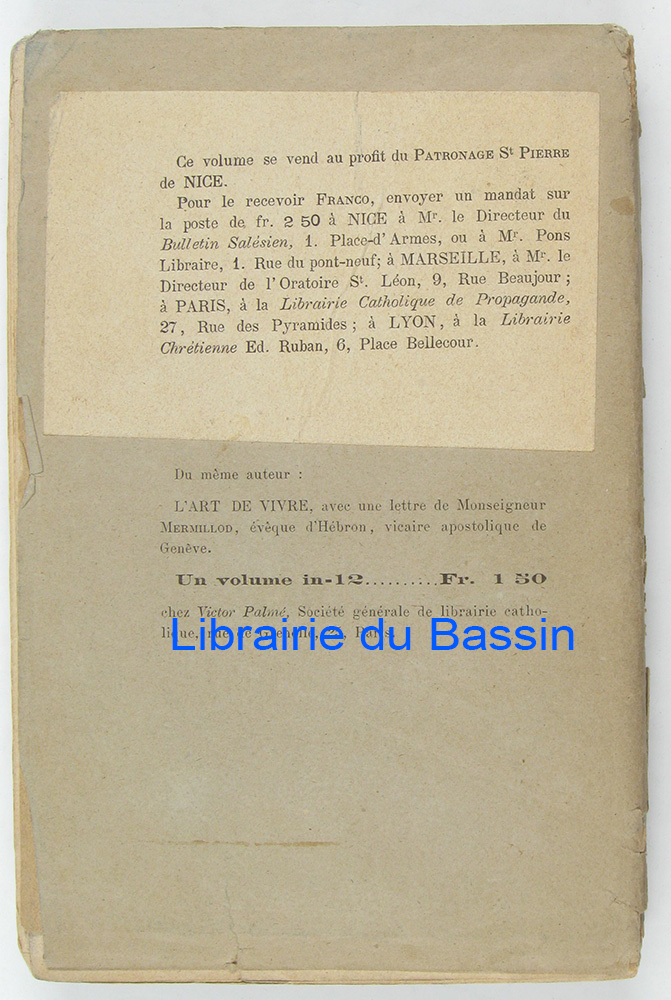 Ce volume se vend au profit du PATRONAGE St PIERRE
de NICE.
Pour le recevoir FRANCO, envoyer un mandat sur
la poste de fr. 2 50 à NICE à Mr. le Directeur du
Bulletin Salésien, 1. Place-d'Armes, ou à Mr. Pons
Libraire, 1. Rue du pont-neuf; à MARSEILLE, à Mr. le
Directeur de l'Oratoire St. Léon, 9, Rue Beaujour ;
à PARIS, à la Librairie Catholique de Propagande,
27, Rue des Pyramides ; à LYON, à la Librairie
Chrétienne Ed. Ruban, 6, Place Bellecour.
Du même auteur :
L'ART DE VIVRE, avec une lettre de Monseigneur
MERMILLOD, évèque d'Hébron, vicaire apostolique de
Genève.
Un volume in-12..........Fr. 1 50
chez Victor Palmé, Société générale de librairie catho-
lique, rue de Paris.
Librairie du Bassin